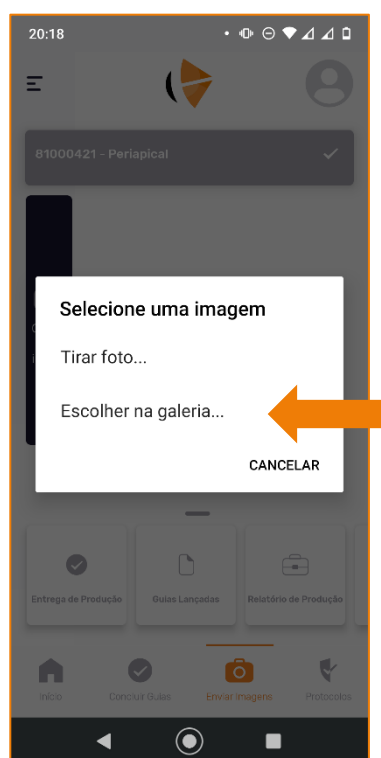 20:18
81000421 - Periapical
Selecione uma imagem
Tirar foto...
Escolher na galeria...
CANCELAR
Entrega de Produção
Guias Lançadas
Relatório de Produção
Início
Concluir Guias
Enviar Imagens
Protocolos